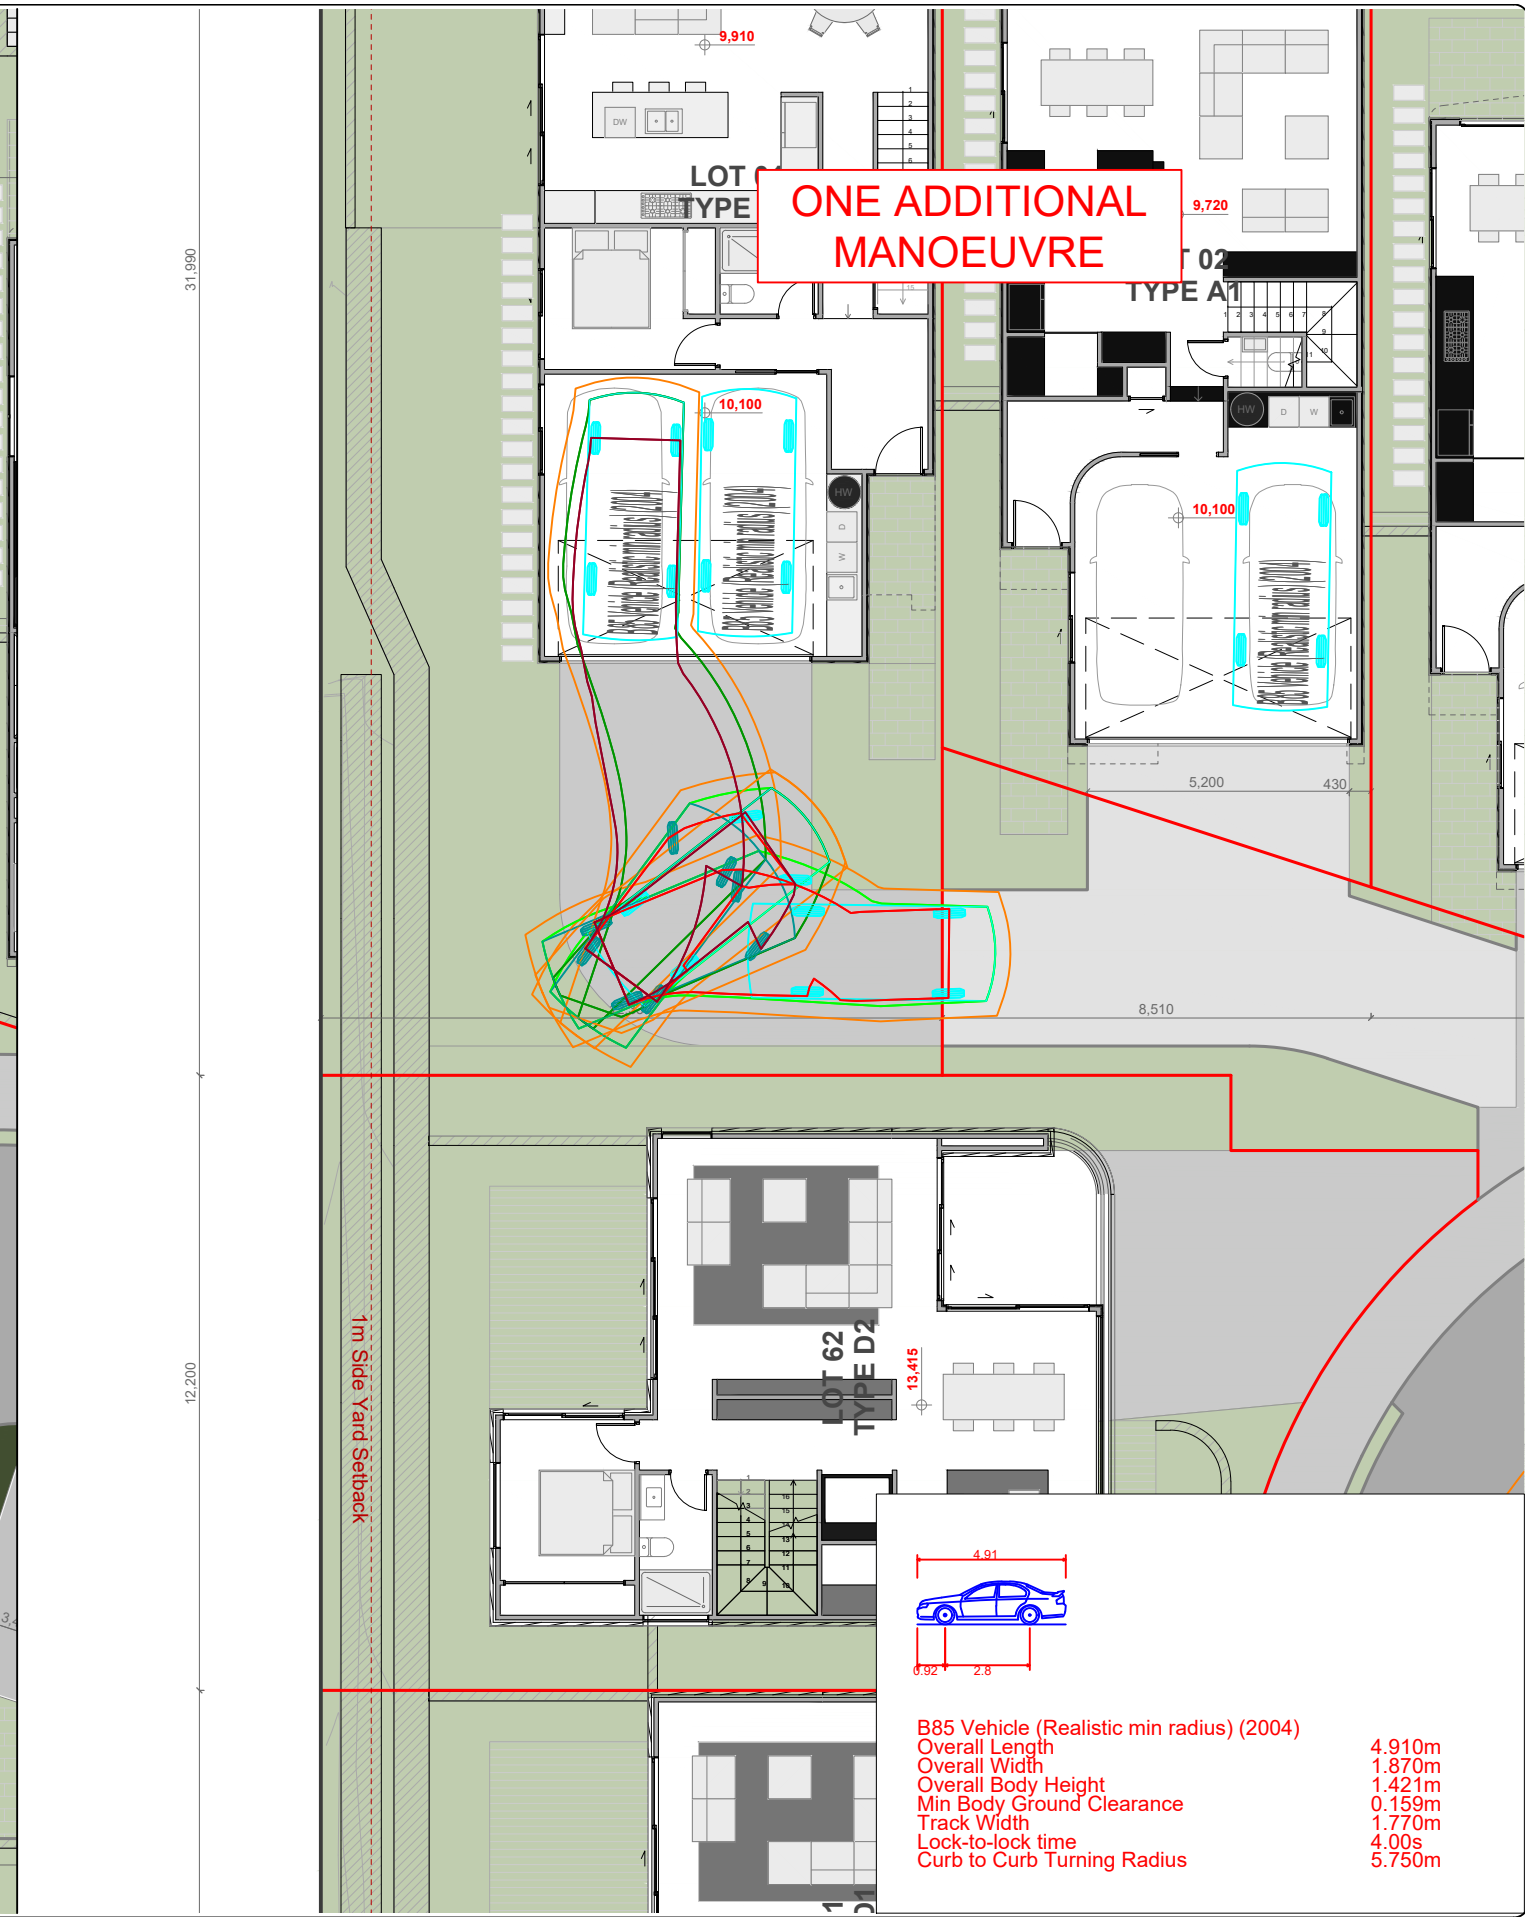 9,910
DW
LOT
TYPE
ONE ADDITIONAL
MANOEUVRE
9,720
02
TYPE A1
31,990
10,100
HW
D
W
HW
D
W
10,100
5,200
430
8,510
12,200
1m Side Yard Setback
LOT 62
TYPE D2
13,415
4.91
0.92
2.8
B85 Vehicle (Realistic min radius) (2004)
Overall Length 4.910m
Overall Width 1.870m
Overall Body Height 1.421m
Min Body Ground Clearance 0.159m
Track Width 1.770m
Lock-to-lock time 4.00s
Curb to Curb Turning Radius 5.750m